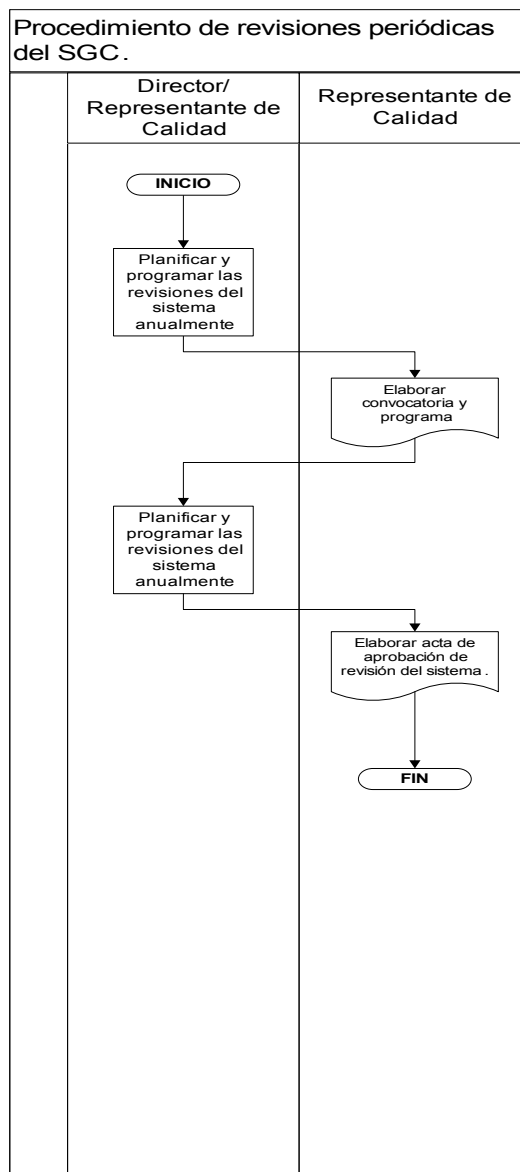 Procedimiento de revisiones periódicas
del SGC.
Director/
Representante de
Calidad
Representante de
Calidad
INICIO
Planificar y
programar las
revisiones del
sistema
anualmente
Elaborar
convocatoria y
programa
Planificar y
programar las
revisiones del
sistema
anualmente
Elaborar acta de
aprobación de
revisión del sistema.
FIN